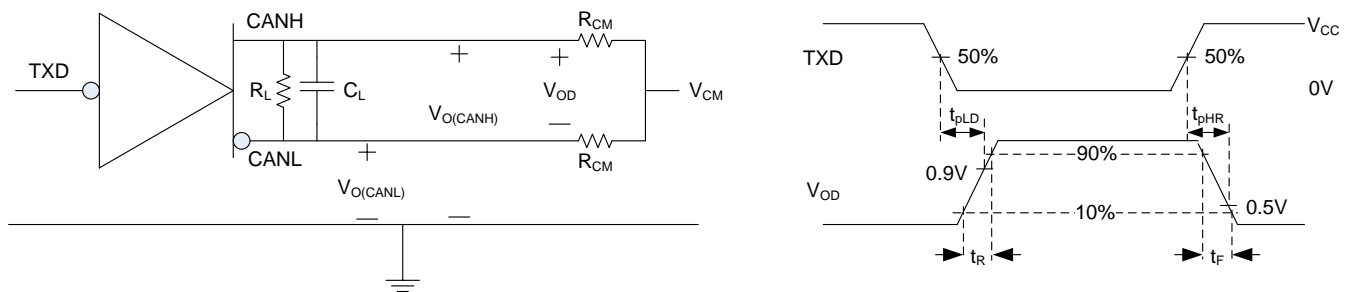 CANH
TXD
R_L
C_L
V_O(CANH)
V_OD
R_CM
V_CM
R_CM
CANL
V_O(CANL)
TXD
50%
50%
V_CC
0V
t_pLD
t_pHR
90%
0.9V
V_OD
10%
0.5V
t_R
t_F